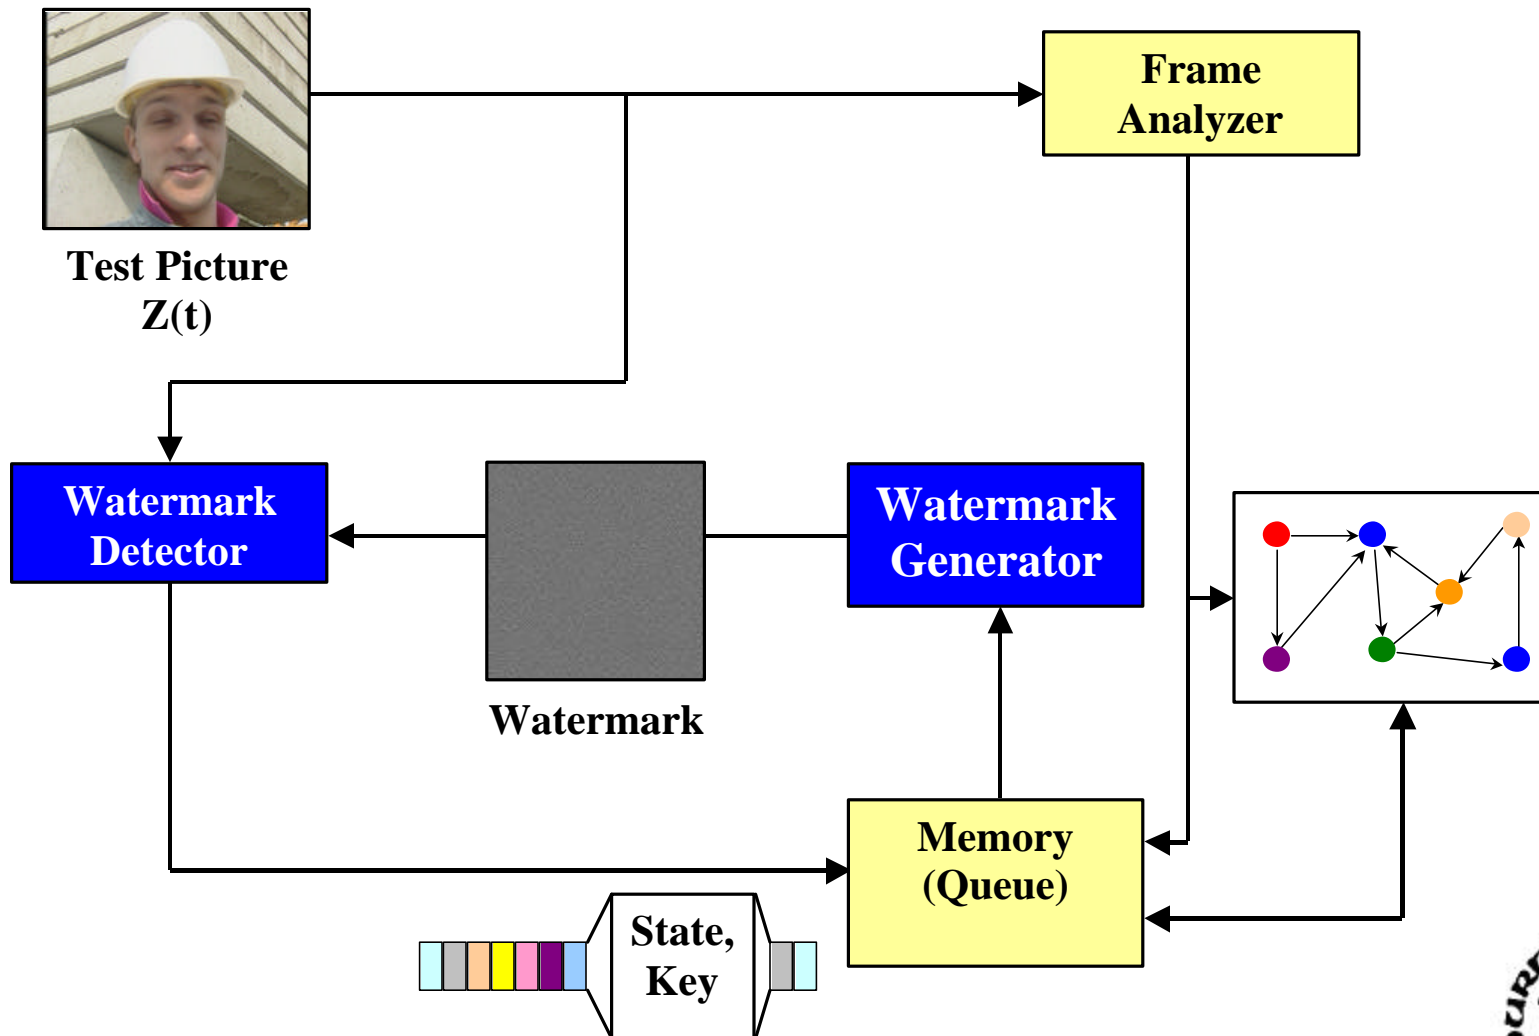 Frame
Analyzer
Test Picture
Z(t)
Watermark
Detector
Watermark
Generator
Watermark
Memory
(Queue)
State,
Key